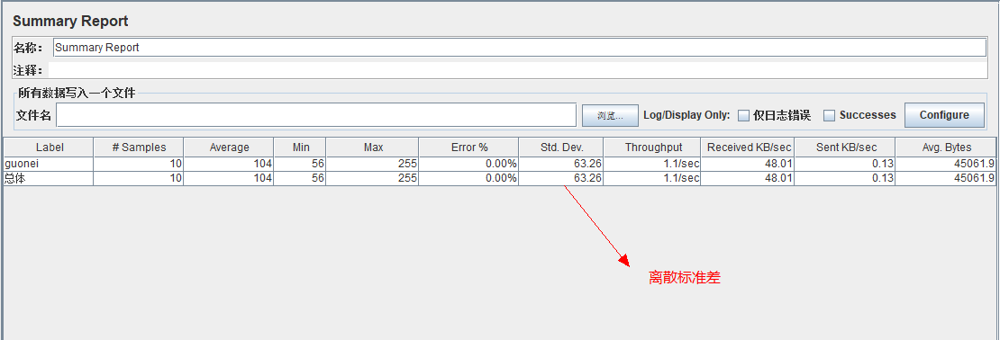 Summary Report
名称： Summary Report
注释：
所有数据写入一个文件
文件名 浏览... Log/Display Only: 仅日志错误 Successes Configure
Label # Samples Average Min Max Error % Std. Dev. Throughput Received KB/sec Sent KB/sec Avg. Bytes
guonei 10 104 56 255 0.00% 63.26 1.1/sec 48.01 0.13 45061.9
总体 10 104 56 255 0.00% 63.26 1.1/sec 48.01 0.13 45061.9
离散标准差